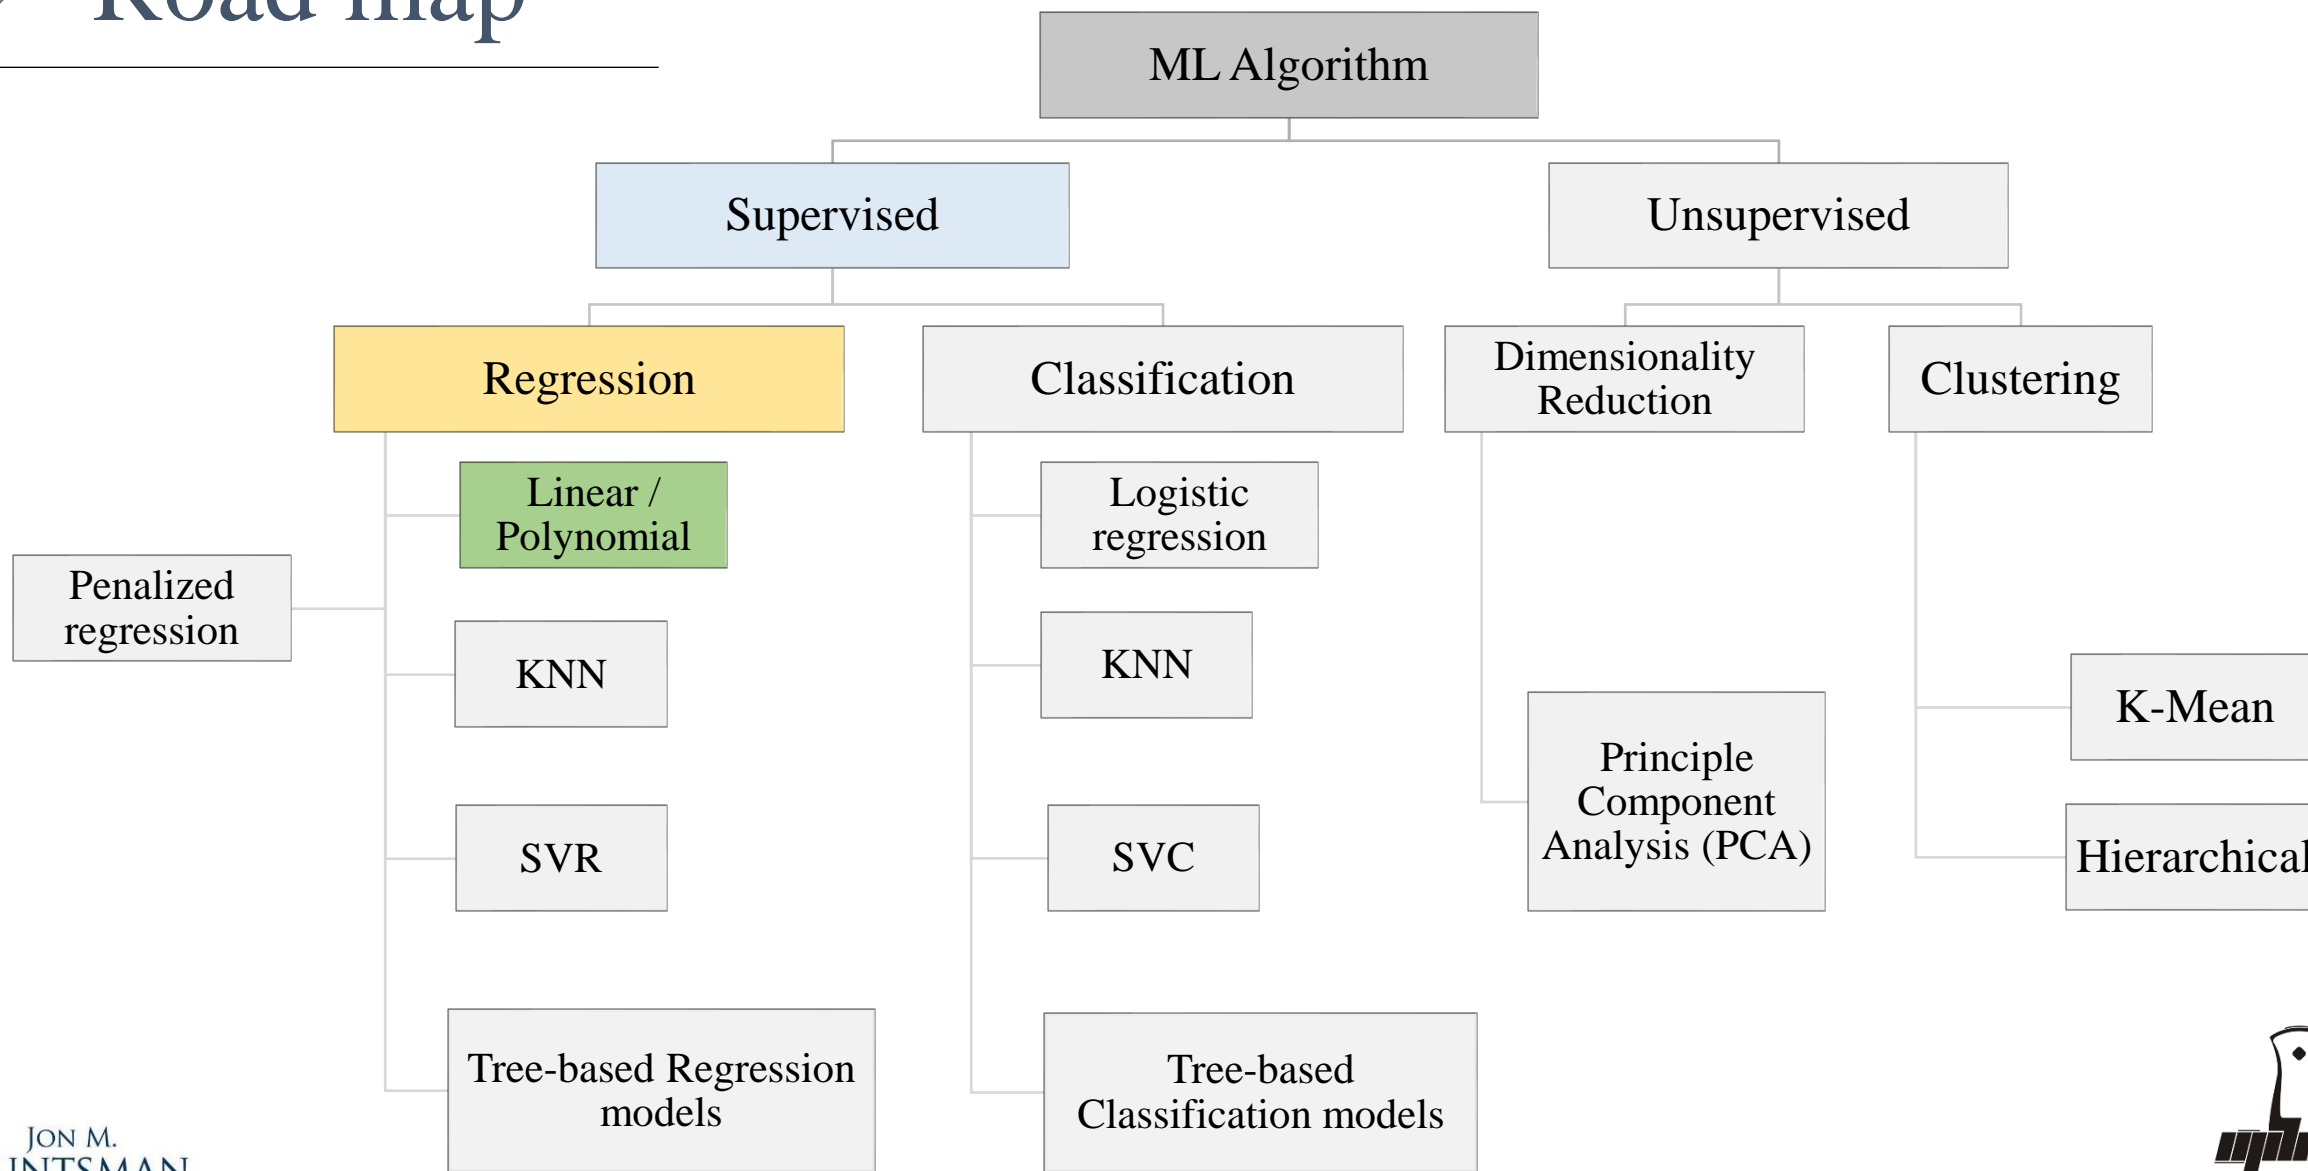 Road map
ML Algorithm
Supervised
Unsupervised
Regression
Classification
Dimensionality
Reduction
Clustering
Linear /
Polynomial
Logistic
regression
Penalized
regression
KNN
KNN
K-Mean
Principle
Component
Analysis (PCA)
SVR
SVC
Hierarchical
Tree-based Regression
models
Tree-based
Classification models
JON M.